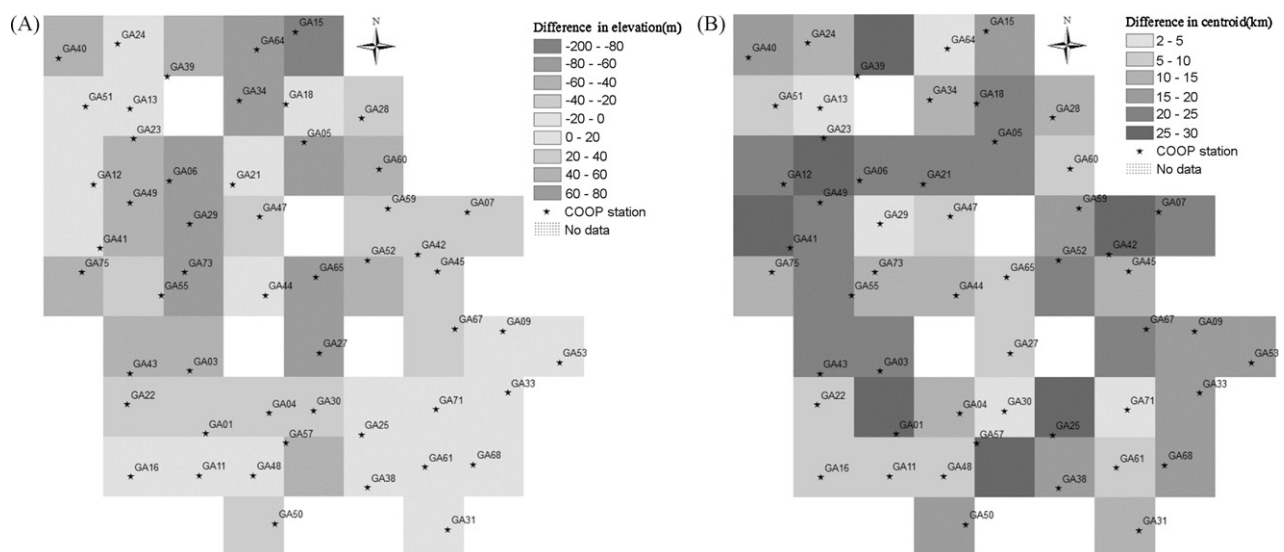 (A)
N
Difference in elevation(m)
-200 - -80
-80 - -60
-60 - -40
-40 - -20
-20 - 0
0 - 20
20 - 40
40 - 60
60 - 80
COOP station
No data
GA15
GA24
GA64
GA40
GA39
GA51
GA13
GA34
GA18
GA28
GA23
GA05
GA60
GA12
GA06
GA21
GA49
GA59
GA07
GA29
GA47
GA41
GA42
GA52
GA75
GA73
GA65
GA45
GA55
GA44
GA67
GA09
GA27
GA53
GA43
GA03
GA33
GA22
GA04
GA30
GA71
GA01
GA25
GA57
GA16
GA11
GA48
GA61
GA68
GA38
GA50
GA31
(B)
N
Difference in centroid(km)
2 - 5
5 - 10
10 - 15
15 - 20
20 - 25
25 - 30
COOP station
No data
GA15
GA24
GA64
GA40
GA39
GA51
GA13
GA34
GA18
GA28
GA23
GA05
GA60
GA12
GA06
GA21
GA49
GA59
GA07
GA29
GA47
GA41
GA42
GA52
GA75
GA73
GA65
GA45
GA55
GA44
GA67
GA09
GA27
GA53
GA43
GA03
GA33
GA22
GA04
GA30
GA71
GA01
GA25
GA57
GA16
GA11
GA48
GA61
GA68
GA38
GA50
GA31